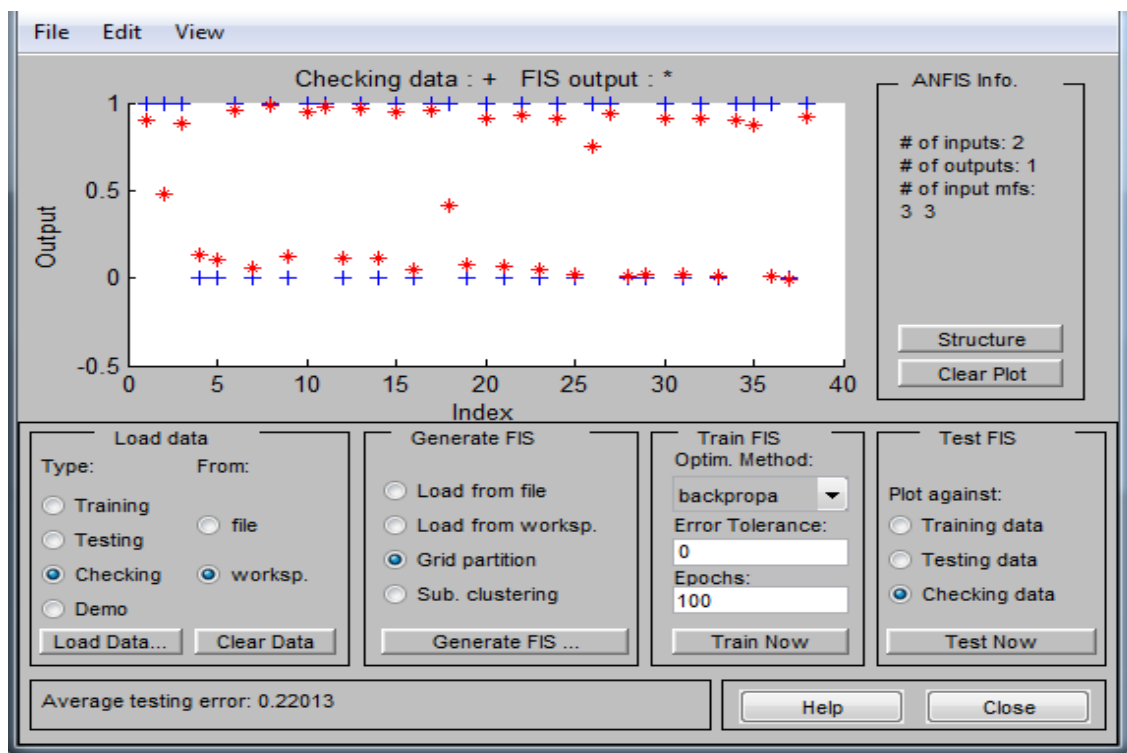 File Edit View
Checking data : + FIS output : *
1
0.5
0
-0.5
Output
0 5 10 15 20 25 30 35 40
Index
ANFIS Info.
# of inputs: 2
# of outputs: 1
# of input mfs:
3 3
Structure
Clear Plot
Load data
Type: From:
Training
Testing
Checking
Demo
file
worksp.
Load Data... Clear Data
Generate FIS
Load from file
Load from worksp.
Grid partition
Sub. clustering
Generate FIS ...
Train FIS
Optim. Method:
backpropa
Error Tolerance:
0
Epochs:
100
Train Now
Test FIS
Plot against:
Training data
Testing data
Checking data
Test Now
Average testing error: 0.22013
Help Close